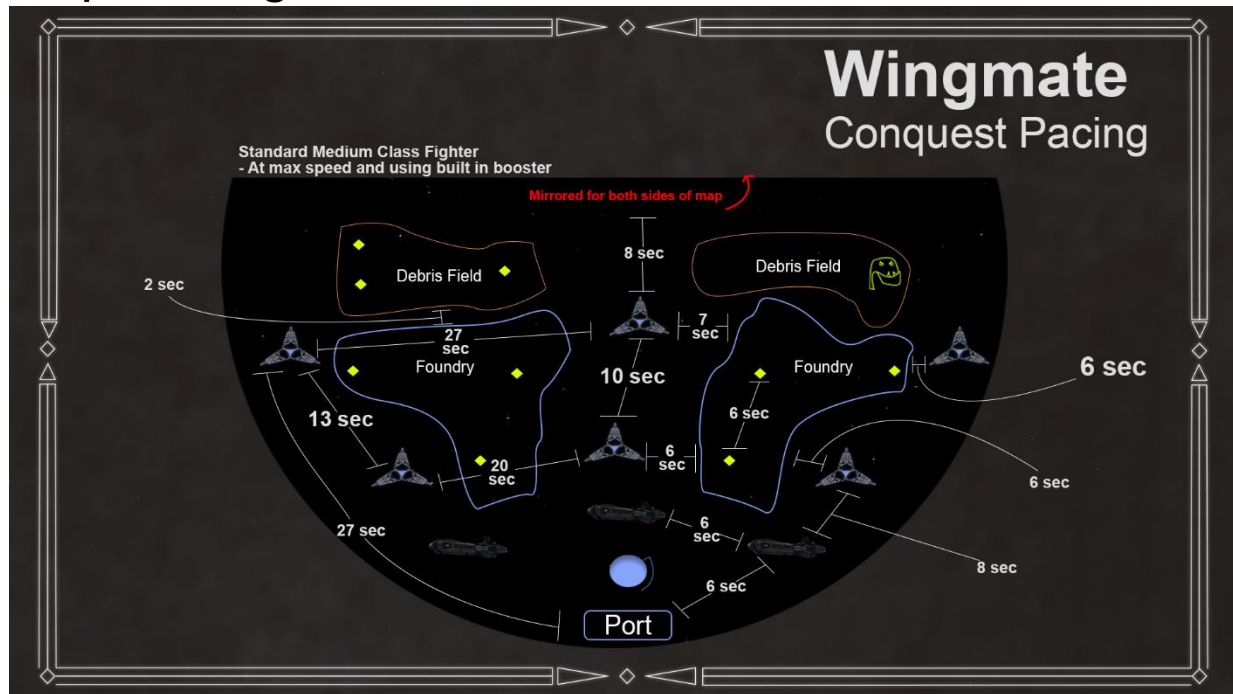 Wingmate
Conquest Pacing
Standard Medium Class Fighter
- At max speed and using built in booster
Mirrored for both sides of map
8 sec
Debris Field
Debris Field
2 sec
27
sec
7
sec
Foundry
10 sec
Foundry
6 sec
13 sec
6 sec
20
sec
6
sec
6 sec
27 sec
6
sec
8 sec
6 sec
Port